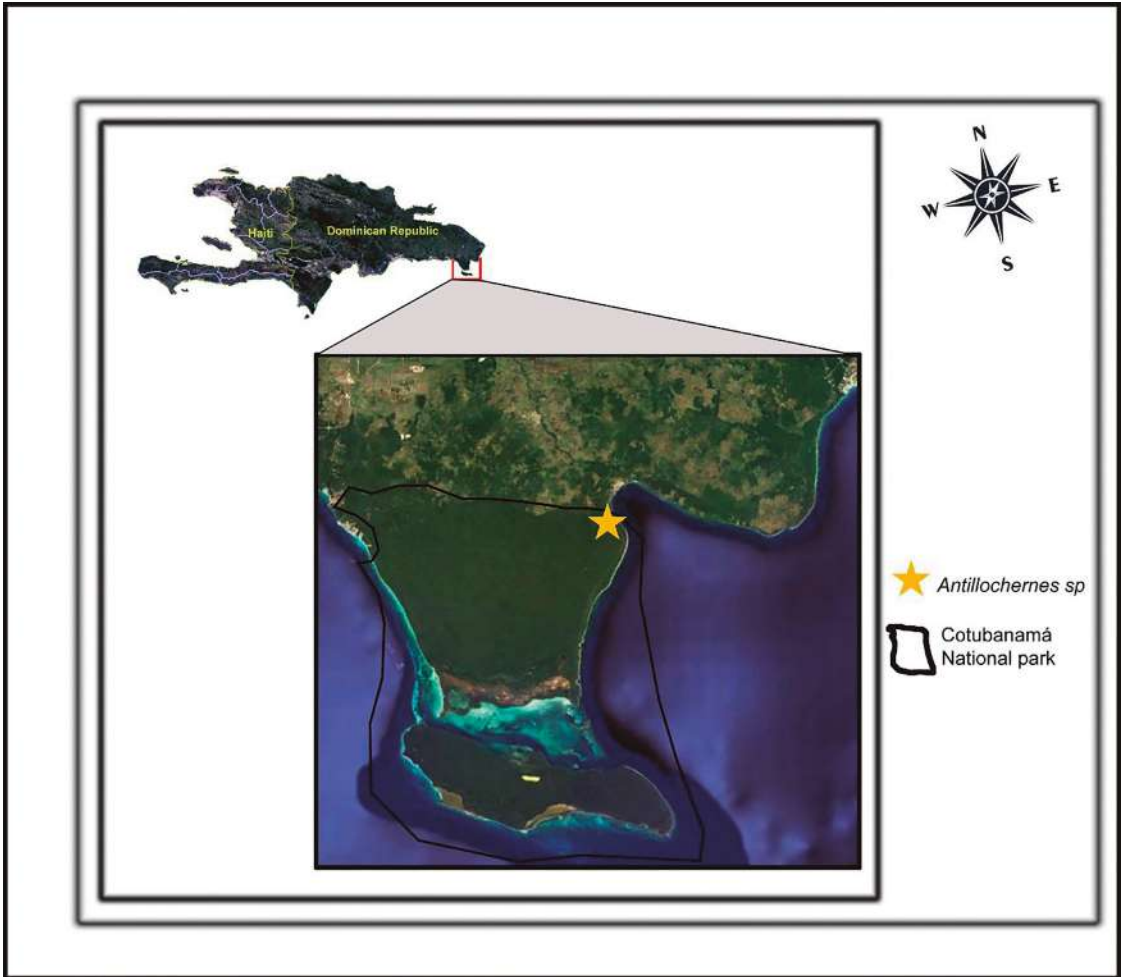 N
W
E
S
Haiti
Dominican Republic
Antillochernes sp
Cotubanamá
National park